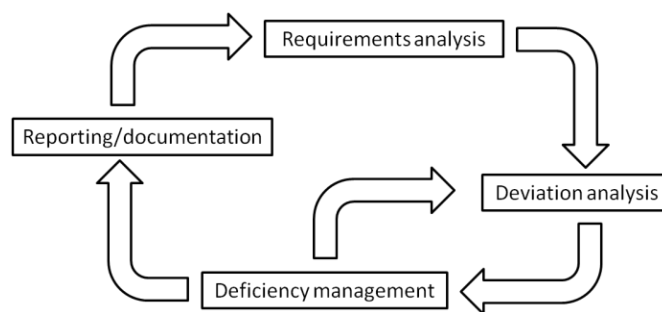 Requirements analysis
Reporting/documentation
Deviation analysis
Deficiency management